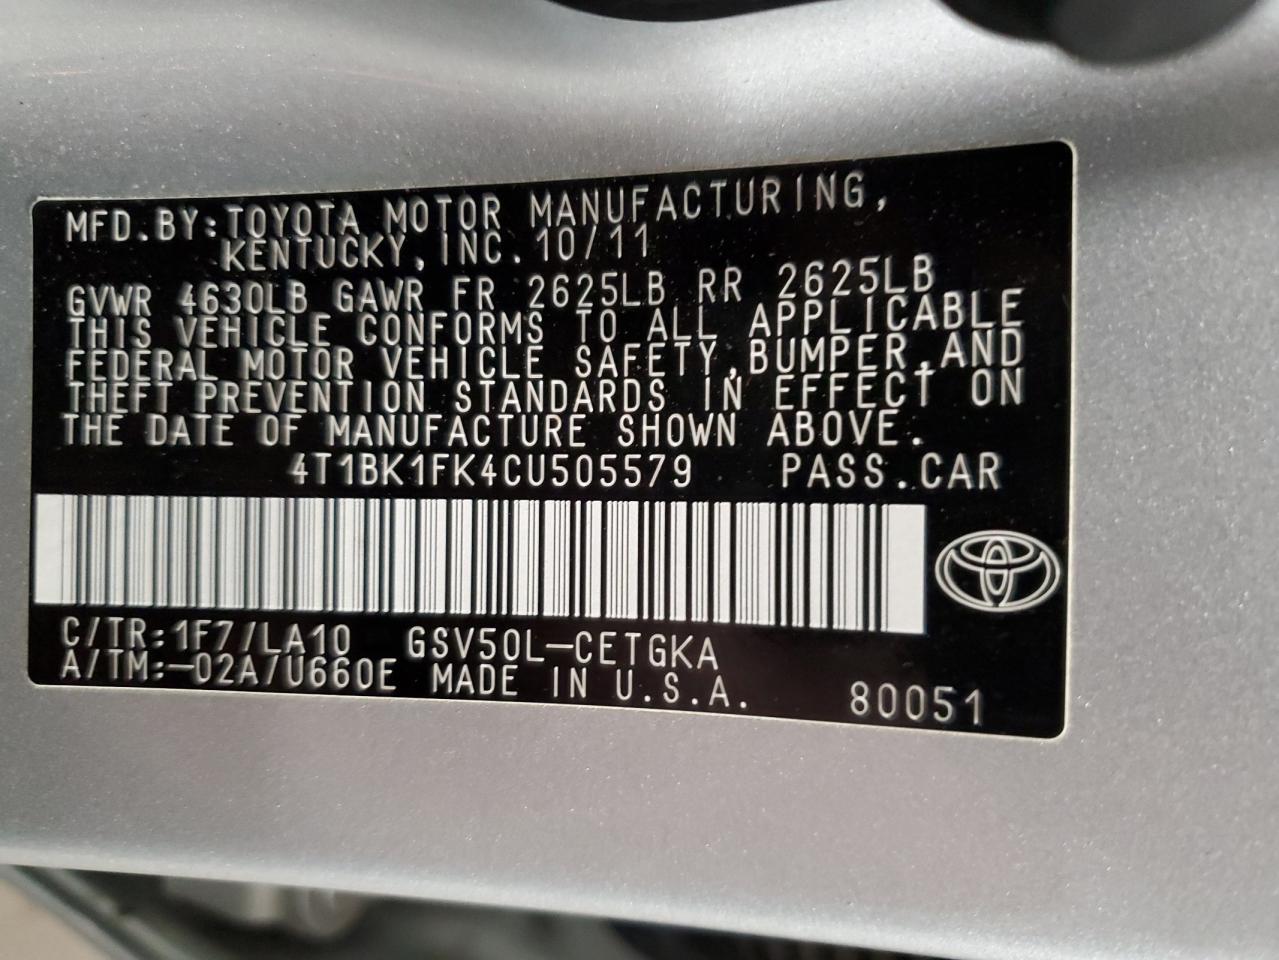 MFD.BY:TOYOTA MOTOR MANUFACTURING,
KENTUCKY,INC.10/11
GVWR 4630LB GAWR FR 2625LB RR 2625LB
THIS VEHICLE CONFORMS TO ALL APPLICABLE
FEDERAL MOTOR VEHICLE SAFETY,BUMPER,AND
THEFT PREVENTION STANDARDS IN EFFECT ON
THE DATE OF MANUFACTURE SHOWN ABOVE.
4T1BK1FK4CU505579 PASS.CAR
C/TR:1F7/LA10 GSV50L-CETGKA
A/TM:-02A/U660E MADE IN U.S.A. 80051